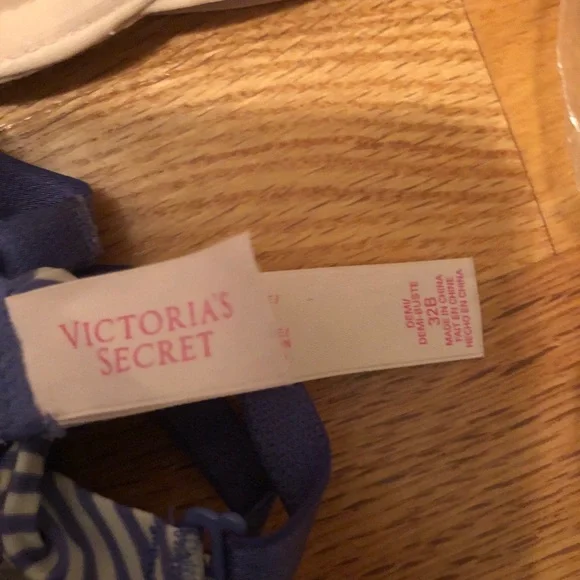 VICTORIA'S
SECRET
DEMI/
DEMI-BUSTE
32B
MADE IN CHINA
FAIT EN CHINE
HECHO EN CHINA